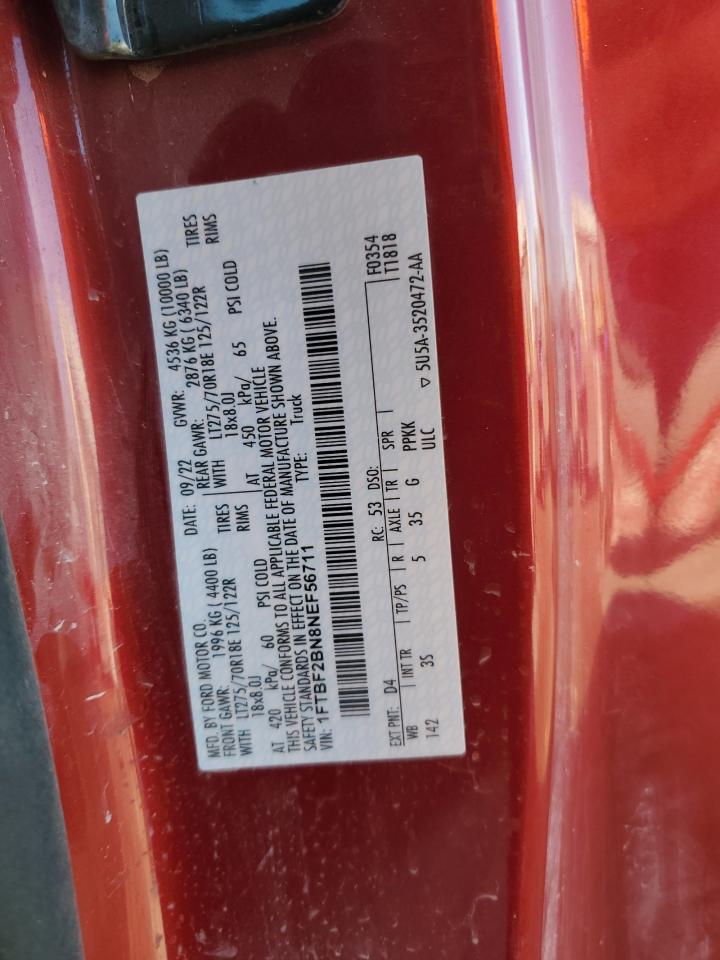 MFD. BY FORD MOTOR CO.
DATE: 09/22 GVWR: 4536 KG (10000 LB)
FRONT GAWR: 1996 KG ( 4400 LB) REAR GAWR: 2876 KG ( 6340 LB)
WITH LT275/70R18E 125/122R TIRES WITH LT275/70R18E 125/122R TIRES
18x8.0J RIMS 18x8.0J RIMS
AT 420 kPa/ 60 PSI COLD AT 450 kPa/ 65 PSI COLD
THIS VEHICLE CONFORMS TO ALL APPLICABLE FEDERAL MOTOR VEHICLE
SAFETY STANDARDS IN EFFECT ON THE DATE OF MANUFACTURE SHOWN ABOVE.
VIN: 1FTBF2BN8NEF56711 TYPE: Truck
F0354
EXT PNT: D4 RC: 53 DSO: T1818
WB INT TR TP/PS R AXLE TR SPR
142 3S 5 35 G PPKK
ULC ▽ 5U5A-3520472-AA